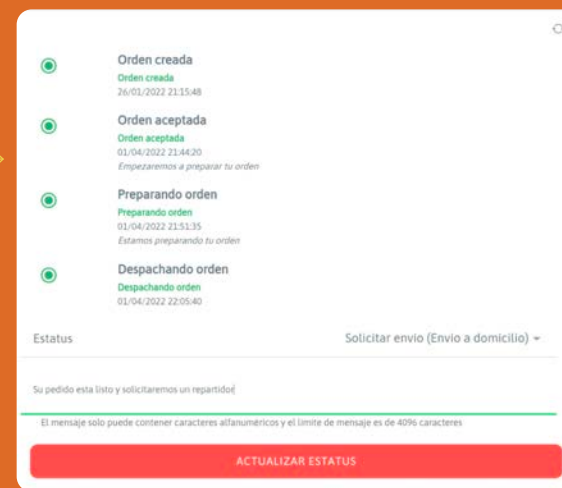 Orden creada
Orden creada
26/01/2022 21:15:48
Orden aceptada
Orden aceptada
01/04/2022 21:44:20
Empezaremos a preparar tu orden
Preparando orden
Preparando orden
01/04/2022 21:51:35
Estamos preparando tu orden
Despachando orden
Despachando orden
01/04/2022 22:05:40
Estatus Solicitar envio (Envio a domicilio)
Su pedido esta listo y solicitaremos un repartidor
El mensaje solo puede contener caracteres alfanuméricos y el limite de mensaje es de 4096 caracteres
ACTUALIZAR ESTATUS